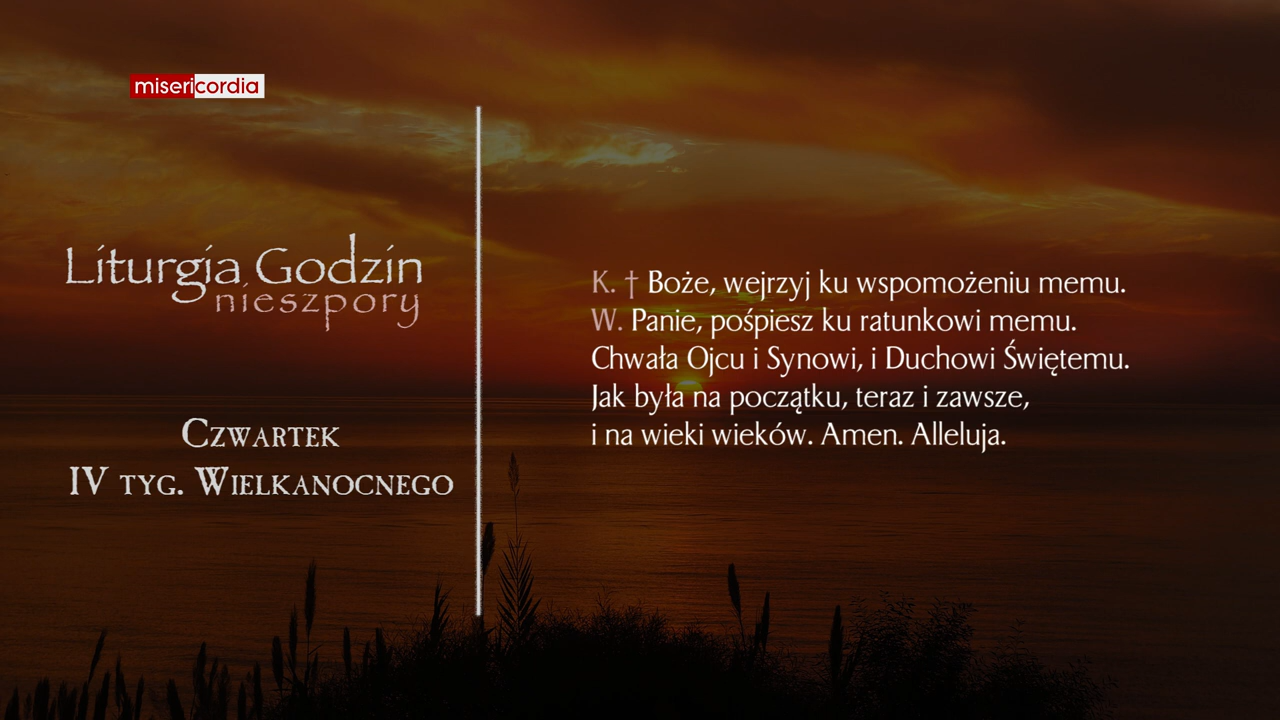 misericordia
Liturgia Godzin
nieszpory
Czwartek
IV tyg. Wielkanocnego
K. † Boże, wejrzyj ku wspomożeniu memu.
W. Panie, pośpiesz ku ratunkowi memu.
Chwała Ojcu i Synowi, i Duchowi Świętemu.
Jak była na początku, teraz i zawsze,
i na wieki wieków. Amen. Alleluja.